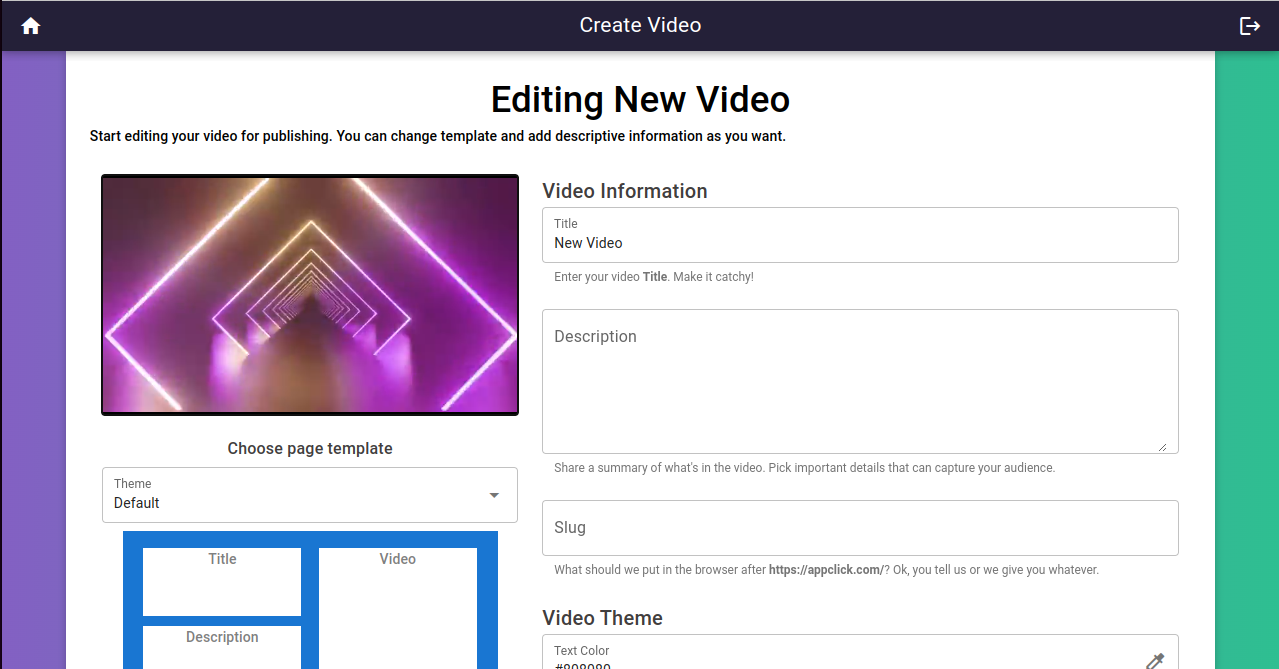 Create Video
Editing New Video
Start editing your video for publishing. You can change template and add descriptive information as you want.
Choose page template
Theme
Default
Title
Video
Description
Video Information
Title
New Video
Enter your video Title. Make it catchy!
Description
Share a summary of what's in the video. Pick important details that can capture your audience.
Slug
What should we put in the browser after https://appclick.com/? Ok, you tell us or we give you whatever.
Video Theme
Text Color
#808080